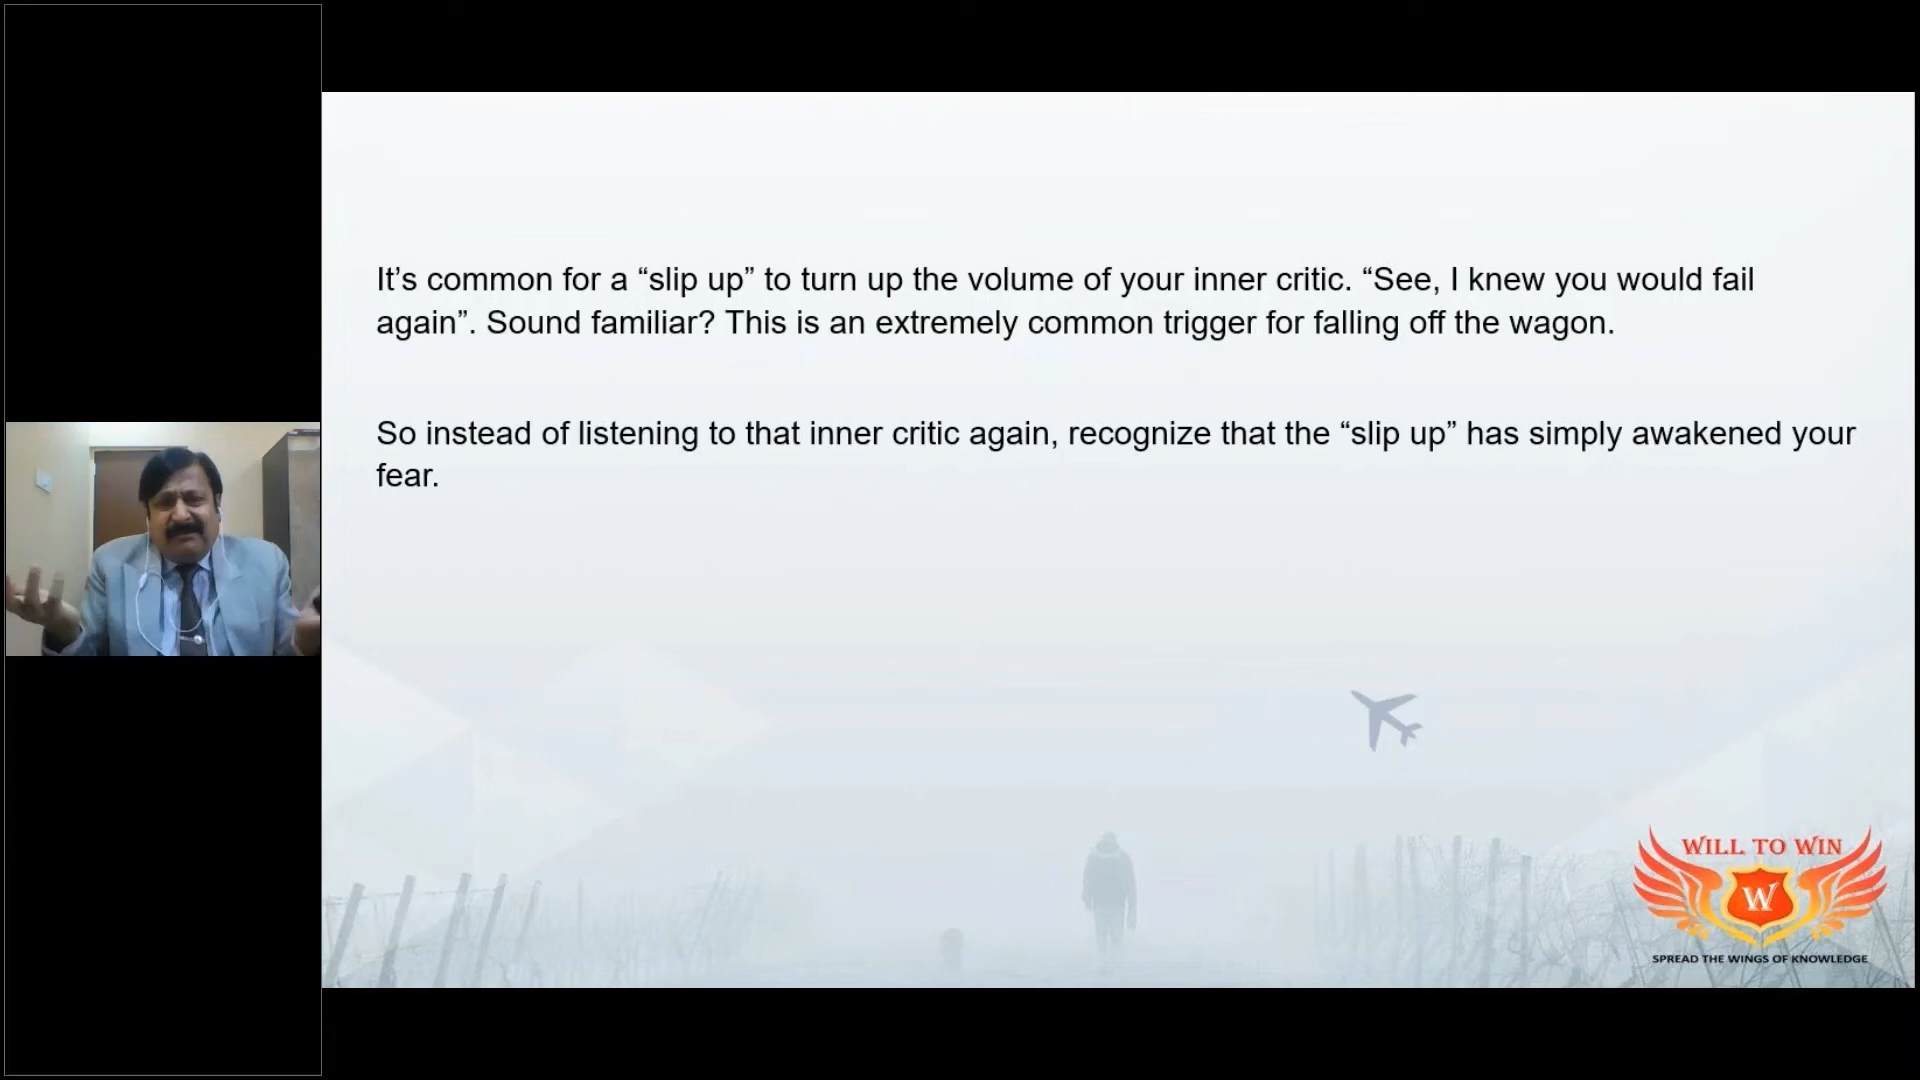 It’s common for a “slip up” to turn up the volume of your inner critic. “See, I knew you would fail
again”. Sound familiar? This is an extremely common trigger for falling off the wagon.
So instead of listening to that inner critic again, recognize that the “slip up” has simply awakened your
fear.
WILL TO WIN
W
SPREAD THE WINGS OF KNOWLEDGE